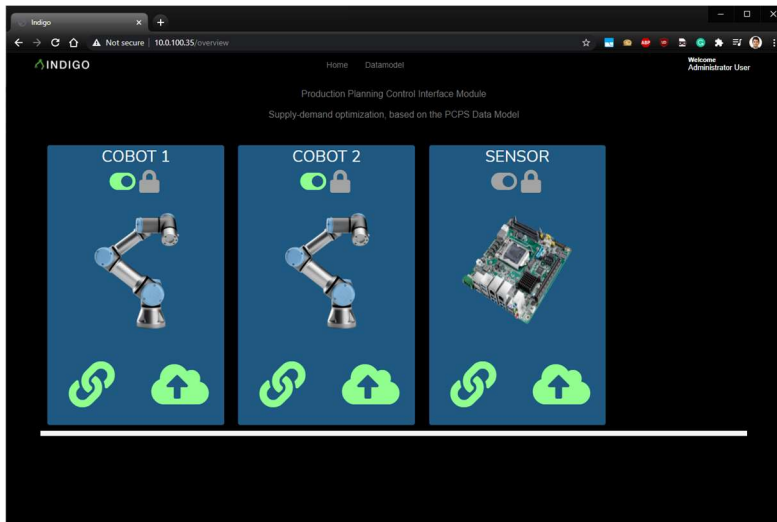 Indigo
Not secure | 10.0.100.35/overview
INDIGO
Home Datamodel
Welcome
Administrator User
Production Planning Control Interface Module
Supply-demand optimization, based on the PCPS Data Model
COBOT 1 COBOT 2 SENSOR